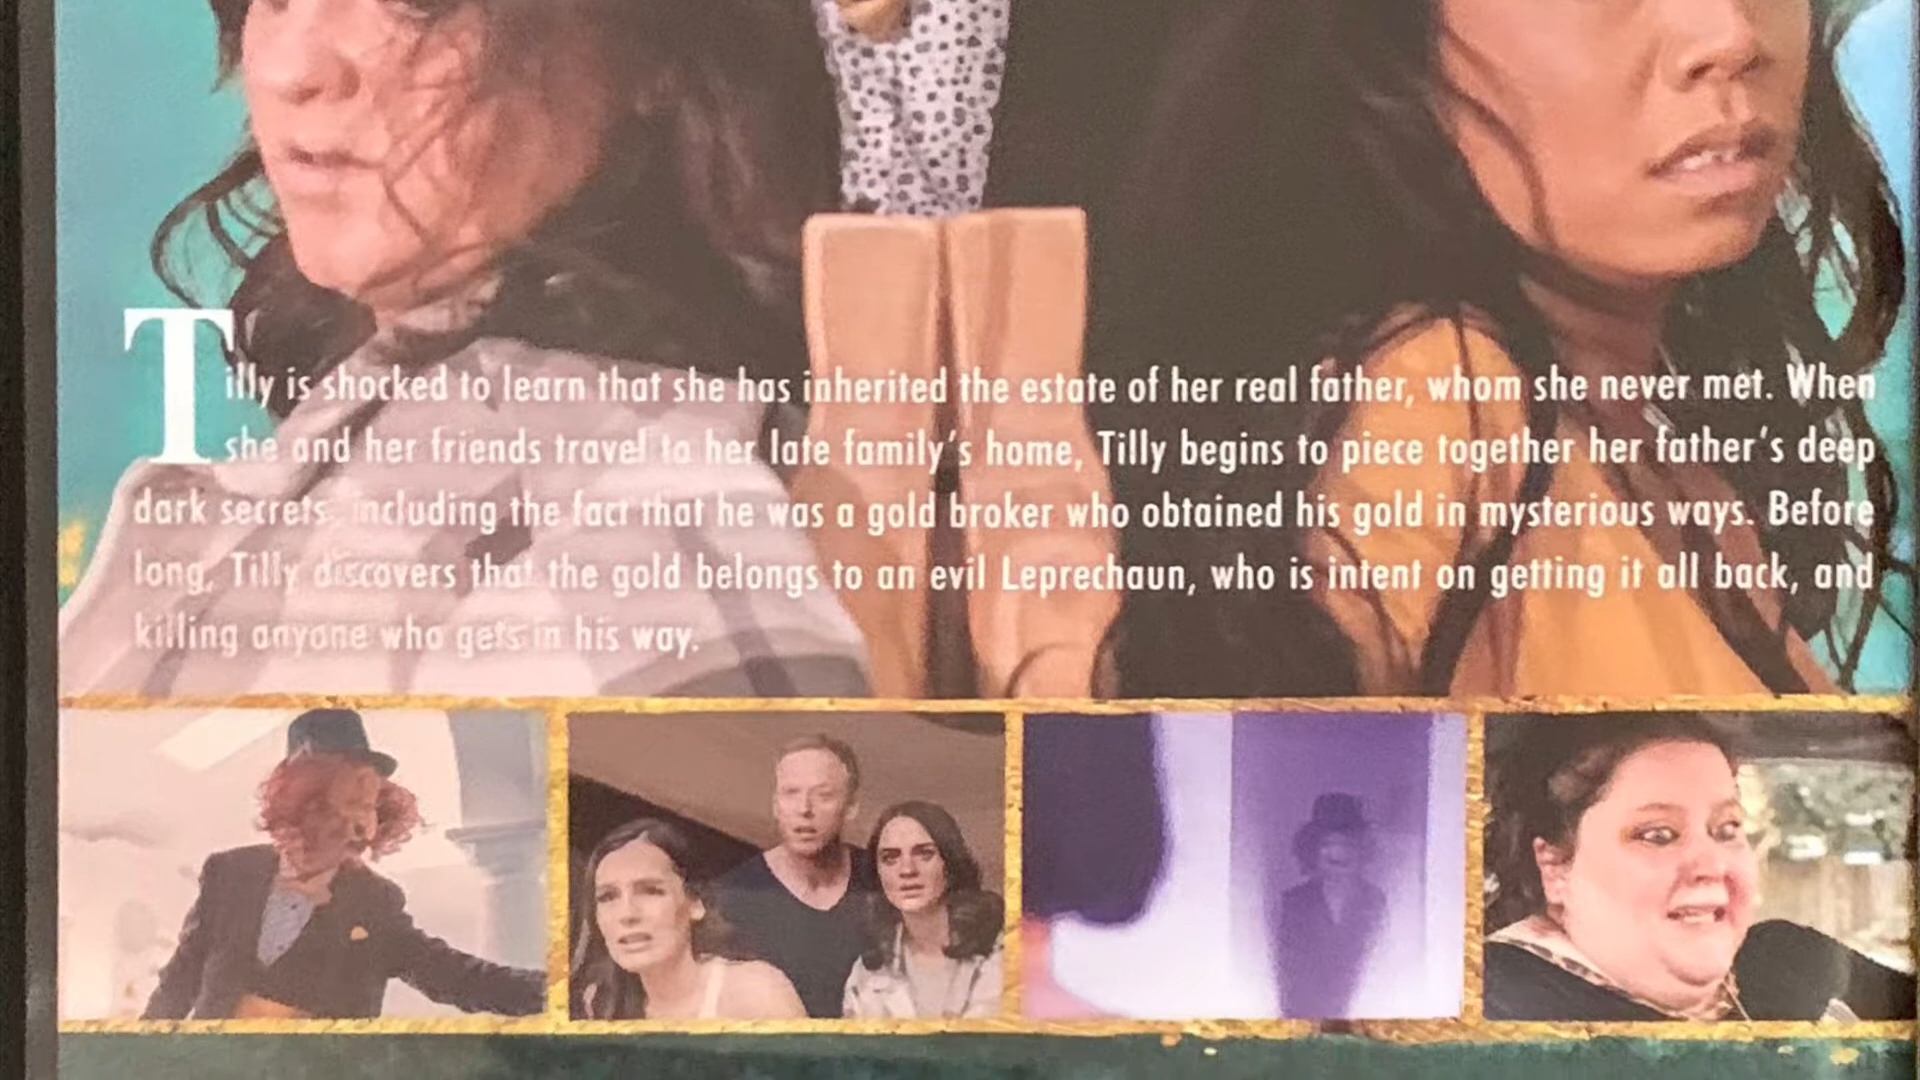 Tilly is shocked to learn that she has inherited the estate of her real father, whom she never met. When
she and her friends travel to her late family's home, Tilly begins to piece together her father's deep
dark secrets, including the fact that he was a gold broker who obtained his gold in mysterious ways. Before
long, Tilly discovers that the gold belongs to an evil Leprechaun, who is intent on getting it all back, and
killing anyone who gets in his way.